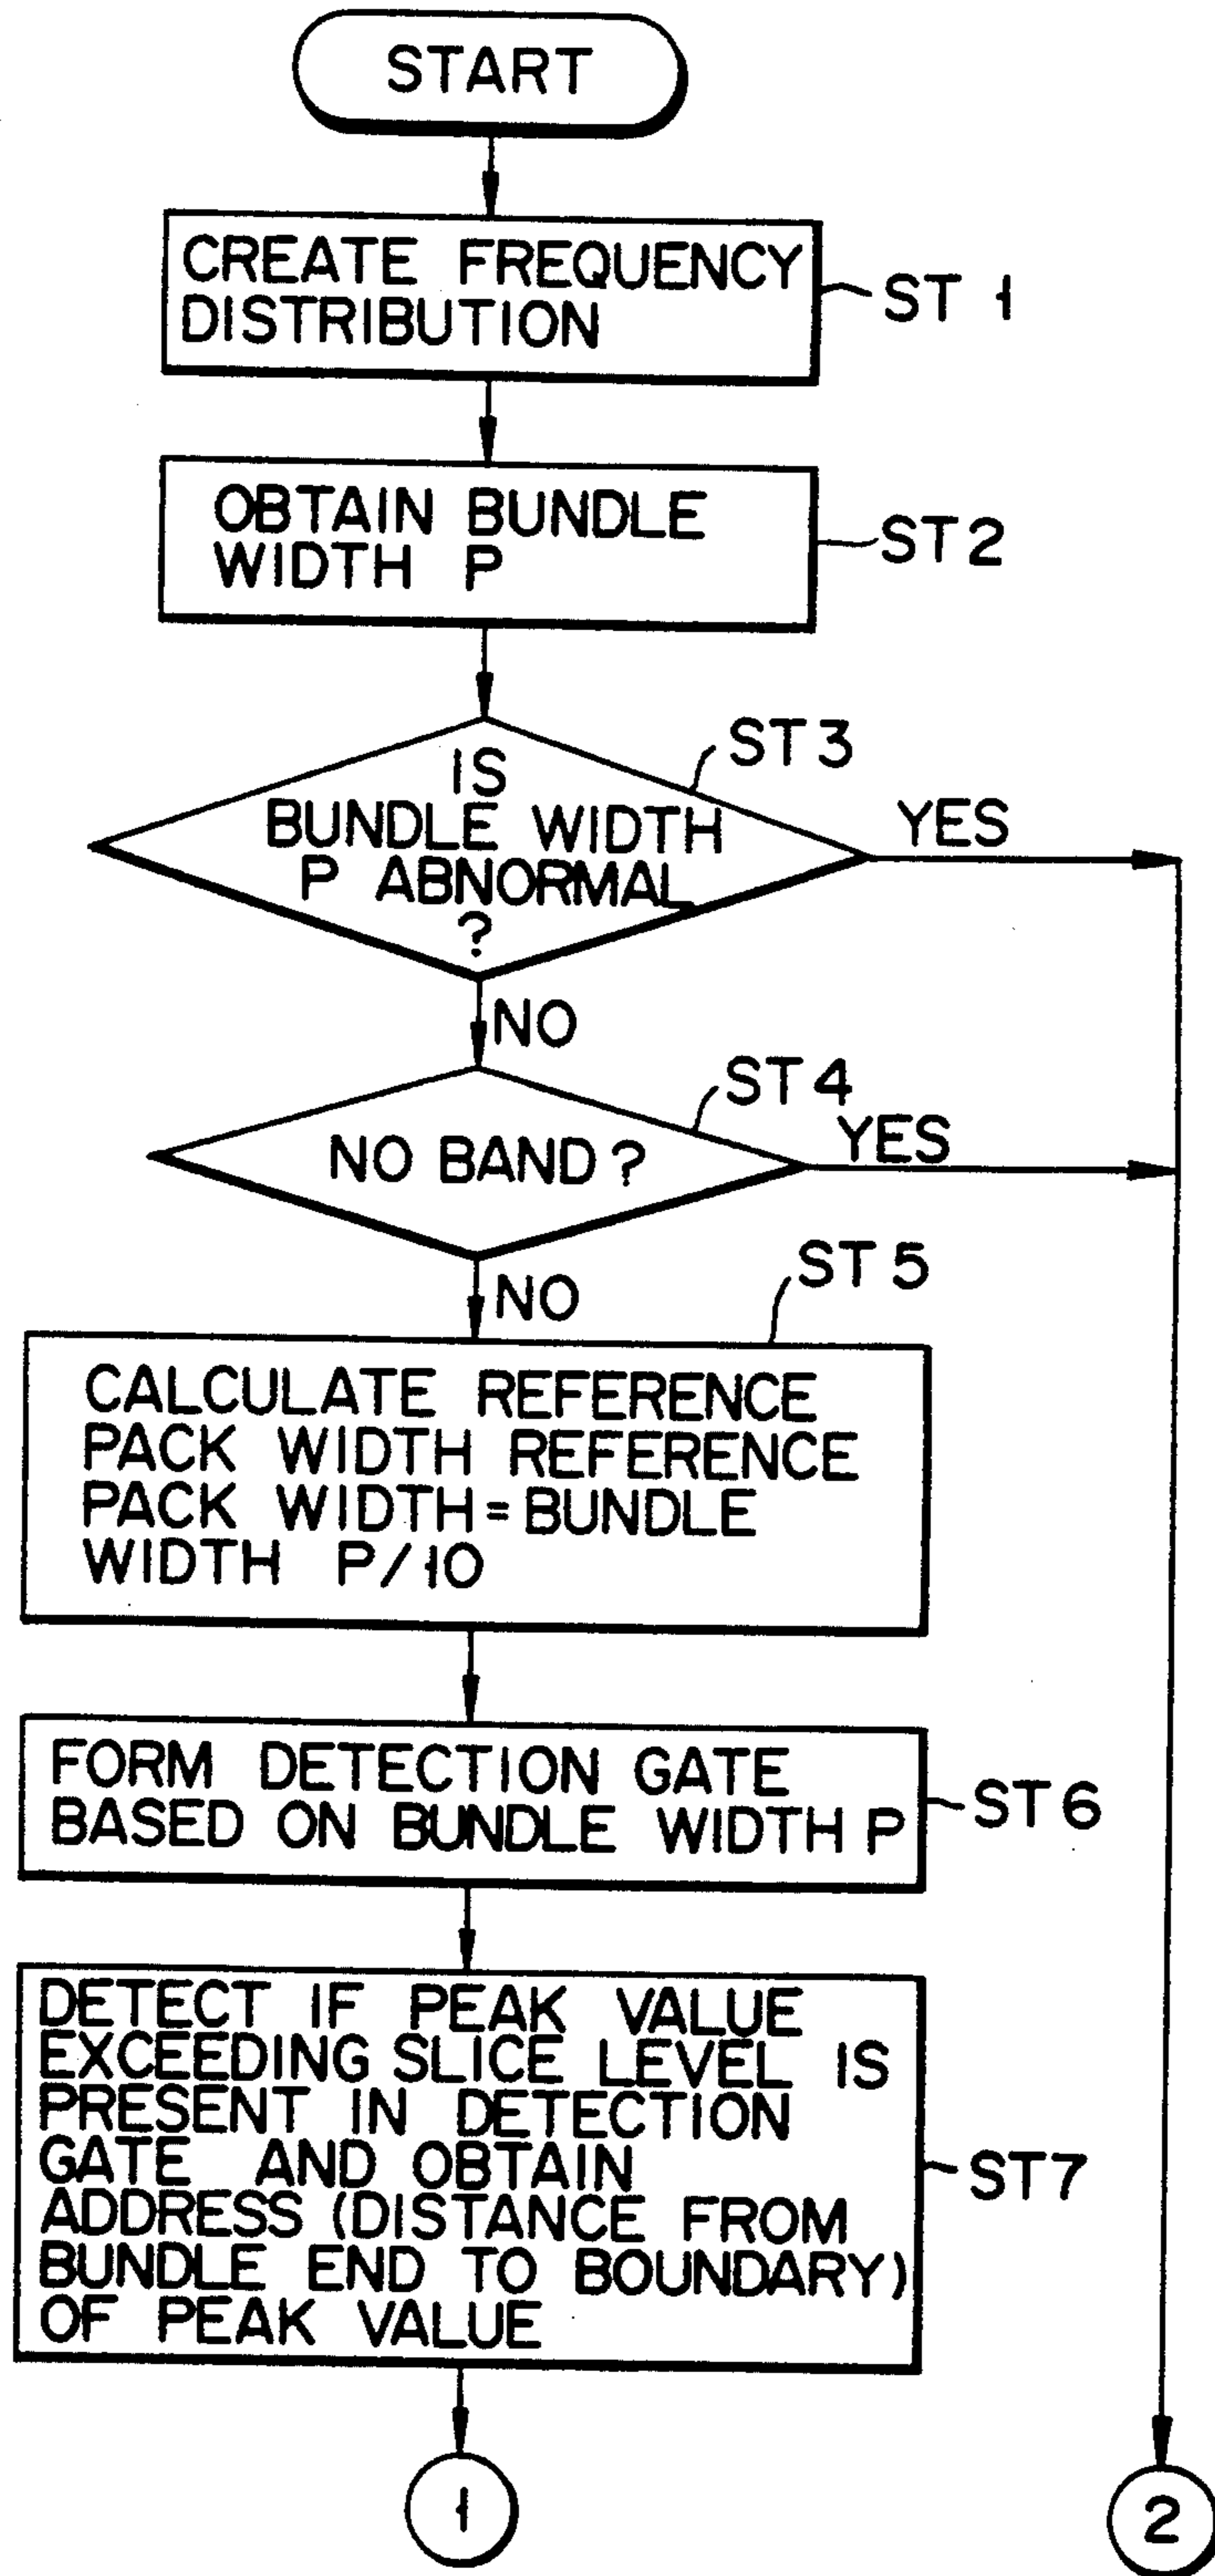 START
CREATE FREQUENCY
DISTRIBUTION
ST 1
OBTAIN BUNDLE
WIDTH P
ST2
ST3
IS
BUNDLE WIDTH
P ABNORMAL
?
YES
NO
ST4
NO BAND?
YES
NO
ST5
CALCULATE REFERENCE
PACK WIDTH REFERENCE
PACK WIDTH=BUNDLE
WIDTH P/10
FORM DETECTION GATE
BASED ON BUNDLE WIDTH P
ST6
DETECT IF PEAK VALUE
EXCEEDING SLICE LEVEL IS
PRESENT IN DETECTION
GATE AND OBTAIN
ADDRESS (DISTANCE FROM
BUNDLE END TO BOUNDARY)
OF PEAK VALUE
ST7
1
2